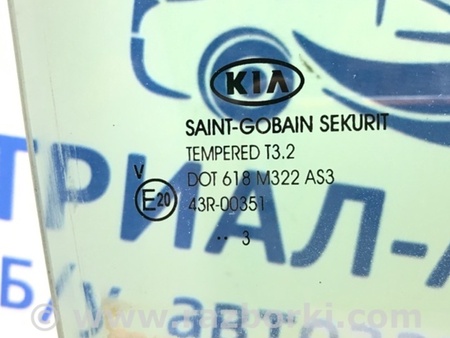 KIA
SAINT-GOBAIN SEKURIT
TEMPERED T3.2
V
DOT 618 M322 AS3
E20
43R-00351
·· 3
ТРИАЛ-А
Б/У автоза
www.razborki.com